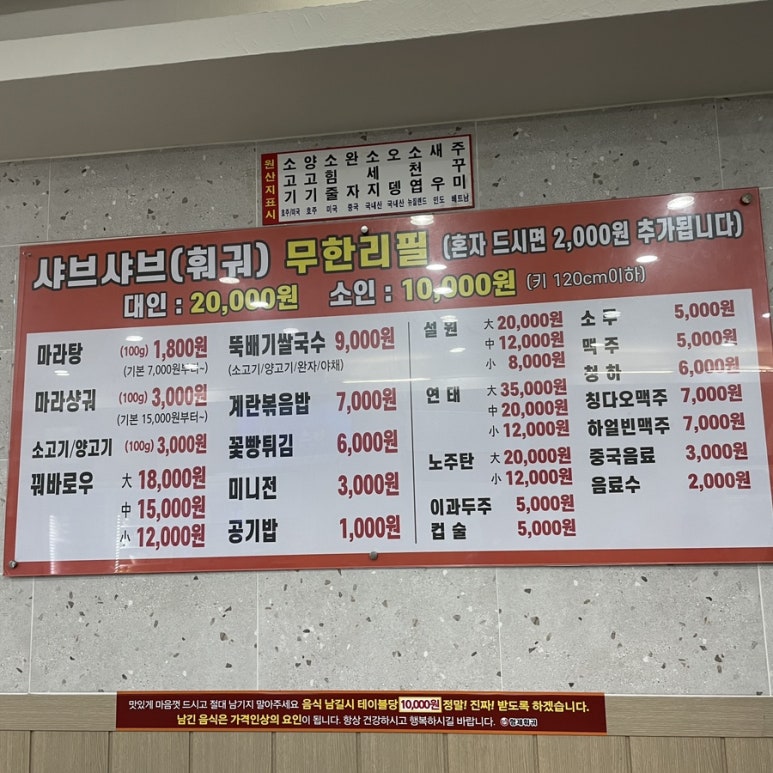 원산지표시
소고기 호주/미국
양고기 호주
소힘줄 미국
완자 중국
소세지 국내산
오뎅 국내산
소천엽 뉴질랜드
새우 인도
주꾸미 베트남
샤브샤브(훠궈) 무한리필 (혼자 드시면 2,000원 추가됩니다)
대인 : 20,000원 소인 : 10,000원 (키 120cm이하)
마라탕 (100g) 1,800원
(기본 7,000원부터~)
마라샹궈 (100g) 3,000원
(기본 15,000원부터~)
소고기/양고기 (100g) 3,000원
꿔바로우 大 18,000원
中 15,000원
小 12,000원
뚝배기쌀국수 9,000원
(소고기/양고기/완자/야채)
계란볶음밥 7,000원
꽃빵튀김 6,000원
미니전 3,000원
공기밥 1,000원
설 원 大 20,000원
中 12,000원
小 8,000원
연 태 大 35,000원
中 20,000원
小 12,000원
노주탄 大 20,000원
小 12,000원
이과두주 5,000원
컵 술 5,000원
소 주 5,000원
맥 주 5,000원
청 하 6,000원
칭다오맥주 7,000원
하얼빈맥주 7,000원
중국음료 3,000원
음료수 2,000원
맛있게 마음껏 드시고 절대 남기지 말아주세요 음식 남길시 테이블당 10,000원 정말! 진짜! 받도록 하겠습니다.
남긴 음식은 가격인상의 요인이 됩니다. 항상 건강하시고 행복하시길 바랍니다.